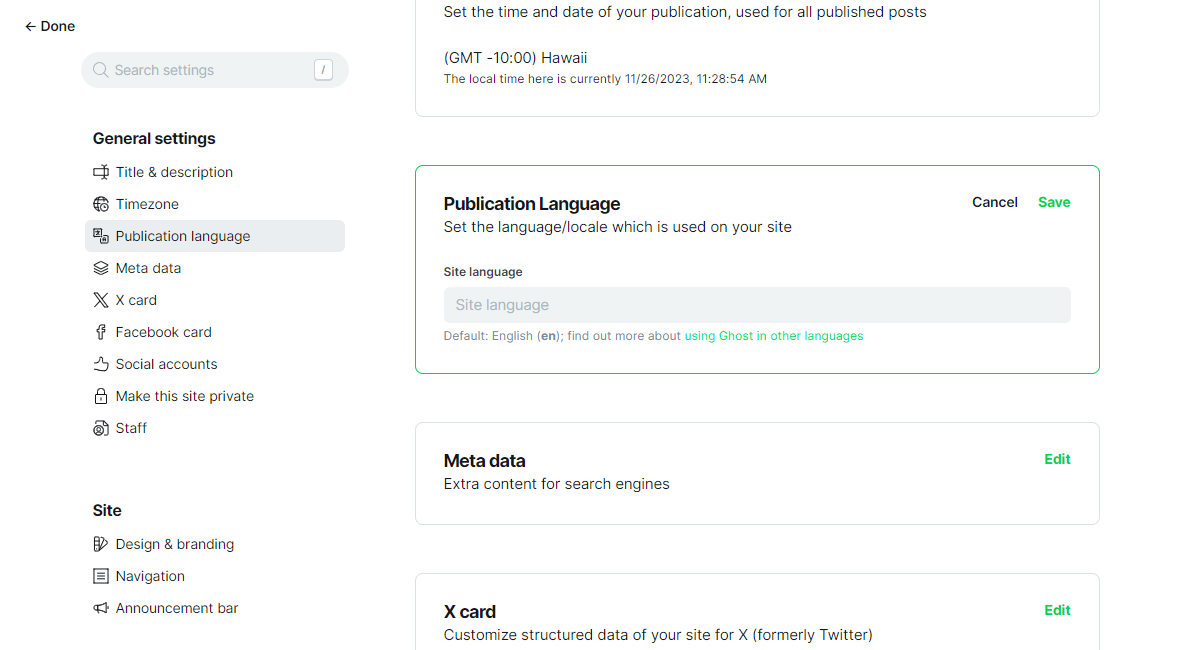 ← Done
Search settings /
General settings
Title & description
Timezone
Publication language
Meta data
X card
Facebook card
Social accounts
Make this site private
Staff
Site
Design & branding
Navigation
Announcement bar
Set the time and date of your publication, used for all published posts
(GMT -10:00) Hawaii
The local time here is currently 11/26/2023, 11:28:54 AM
Publication Language
Cancel Save
Set the language/locale which is used on your site
Site language
Site language
Default: English (en); find out more about using Ghost in other languages
Meta data
Edit
Extra content for search engines
X card
Edit
Customize structured data of your site for X (formerly Twitter)